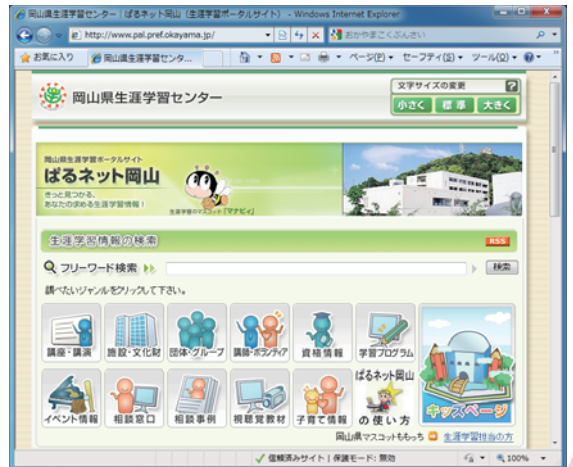 岡山県生涯学習センター | ぱるネット岡山(生涯学習ポータルサイト) - Windows Internet Explorer
http://www.pal.pref.okayama.jp/
おかやまこくぶんさい
お気に入り
岡山県生涯学習センタ...
ページ(P)
セーフティ(S)
ツール(O)
岡山県生涯学習センター
文字サイズの変更
?
小さく 標準 大きく
岡山県生涯学習ポータルサイト
ぱるネット岡山
きっと見つかる、
あなたの求める生涯学習情報!
生涯学習のマスコット「マナビィ」
生涯学習情報の検索
RSS
フリーワード検索
検索
調べたいジャンルをクリックして下さい。
講座・講演
施設・文化財
団体・グループ
講師・ボランティア
資格情報
学習プログラム
イベント情報
相談窓口
相談事例
視聴覚教材
子育て情報
ぱるネット岡山
の使い方
キッズページ
岡山県マスコットももっち
生涯学習担当の方
信頼済みサイト | 保護モード: 無効
100%